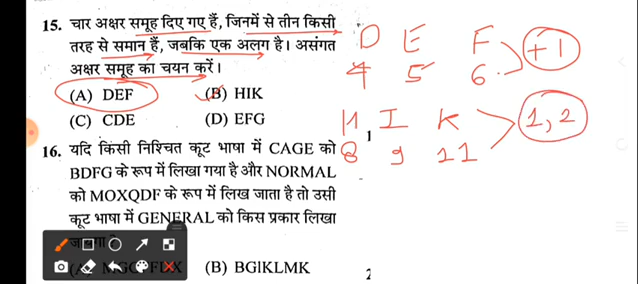 15. चार अक्षर समूह दिए गए हैं, जिनमें से तीन किसी
तरह से समान हैं, जबकि एक अलग है। असंगत
अक्षर समूह का चयन करें।
(A) DEF (B) HIK
(C) CDE (D) EFG
16. यदि किसी निश्चित कूट भाषा में CAGE को
BDFG के रूप में लिखा गया है और NORMAL
को MOXQDF के रूप में लिख जाता है तो उसी
कूट भाषा में GENERAL को किस प्रकार लिखा
(B) BGIKLMK
D E F
4 5 6
+1
H I K
8 9 11
1, 2
1
2